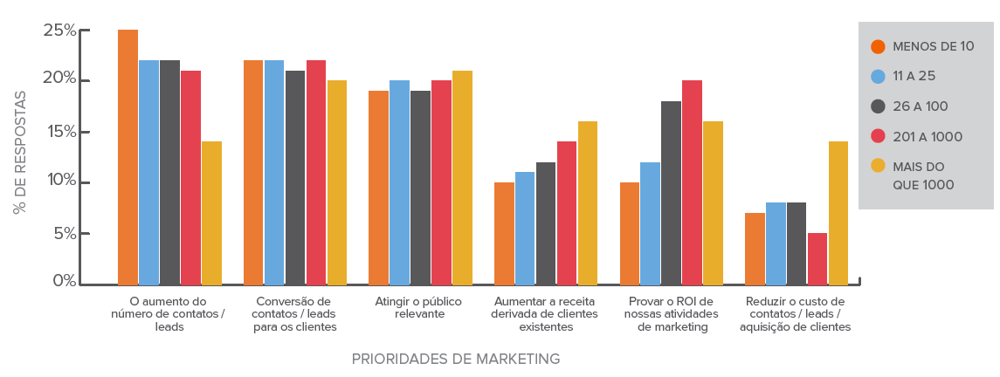 25%
20%
15%
10%
5%
0%
% DE RESPOSTAS
O aumento do
número de contatos /
leads
Conversão de
contatos / leads
para os clientes
Atingir o público
relevante
Aumentar a receita
derivada de clientes
existentes
Provar o ROI de
nossas atividades
de marketing
Reduzir o custo de
contatos / leads /
aquisição de clientes
PRIORIDADES DE MARKETING
MENOS DE 10
11 A 25
26 A 100
201 A 1000
MAIS DO
QUE 1000